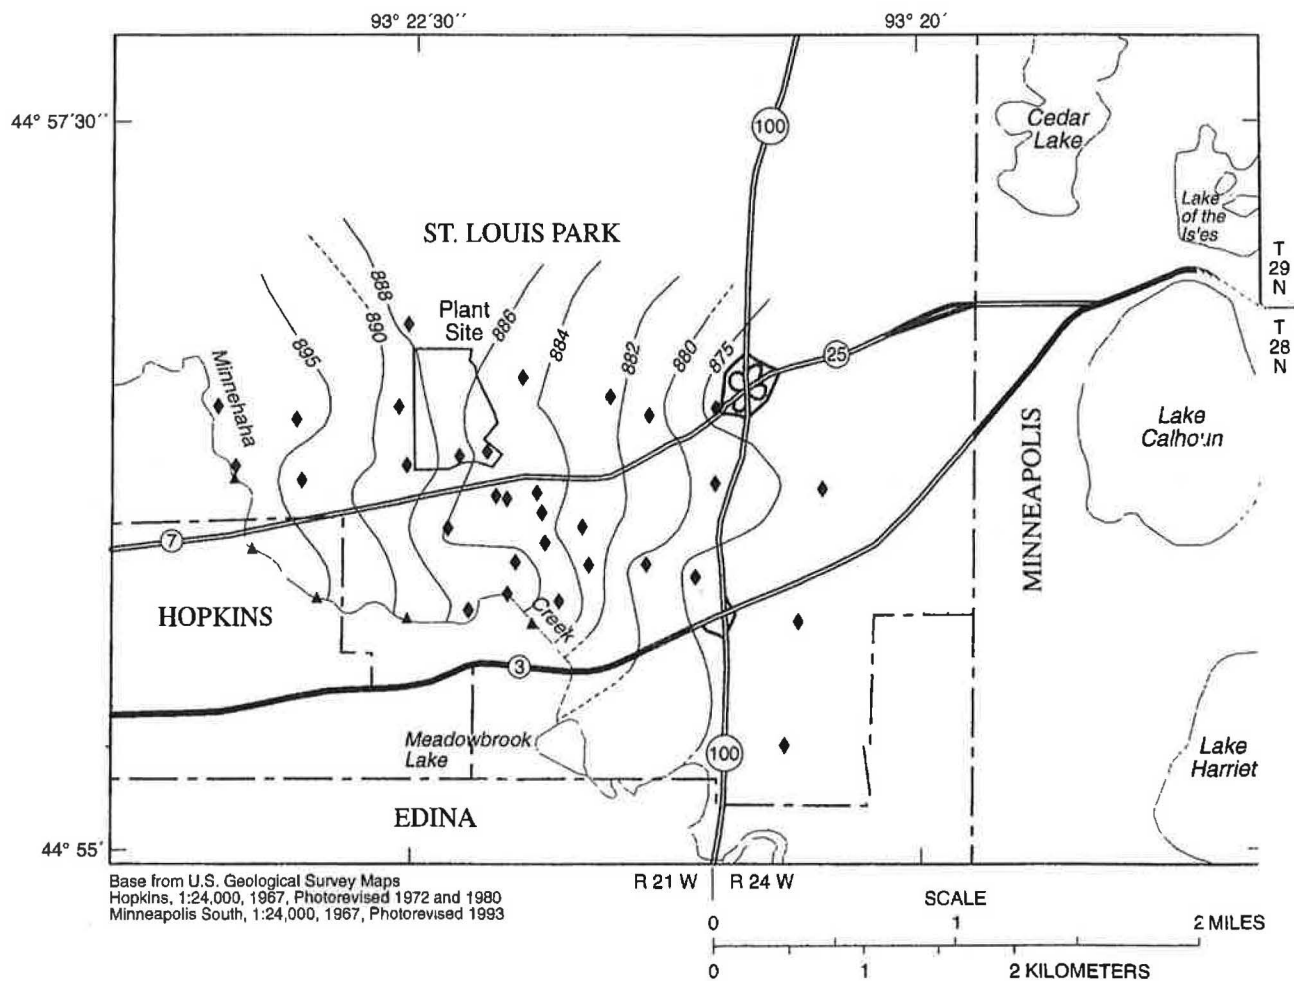 93° 22'30''
93° 20'
44° 57'30''
100
Cedar
Lake
Lake
of the
Is'es
ST. LOUIS PARK
T
29
N
T
28
N
888
890
895
Plant
Site
886
884
882
880
875
25
Minnehaha
Lake
Calhoun
MINNEAPOLIS
7
HOPKINS
Creek
3
Meadowbrook
Lake
100
Lake
Harriet
EDINA
44° 55'
Base from U.S. Geological Survey Maps
Hopkins, 1:24,000, 1967, Photorevised 1972 and 1980
Minneapolis South, 1:24,000, 1967, Photorevised 1993
R 21 W
R 24 W
SCALE
0 1 2 MILES
0 1 2 KILOMETERS